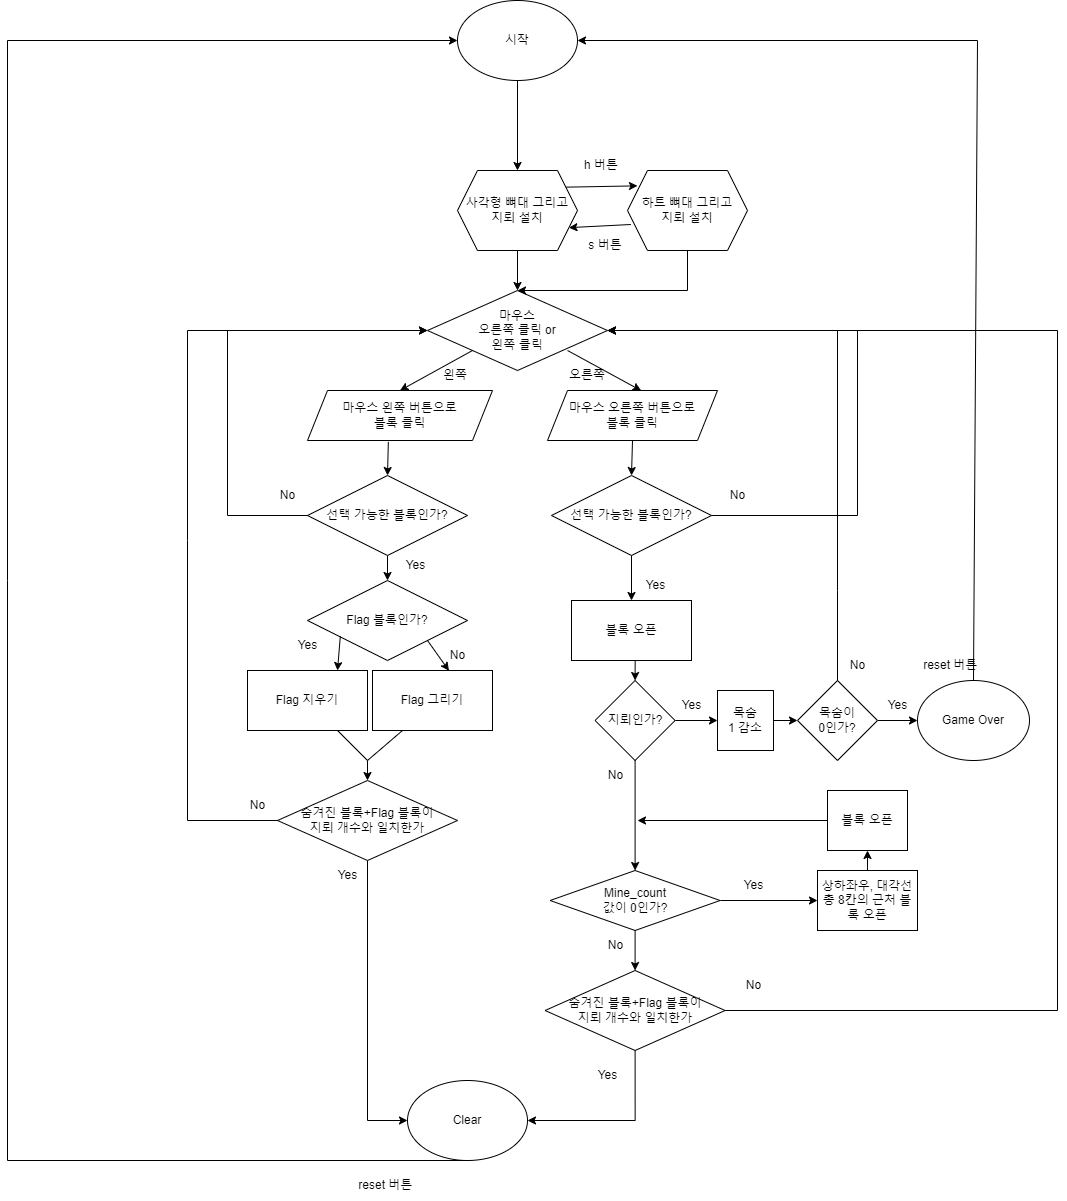 시작
h 버튼
사각형 뼈대 그리고
지뢰 설치
하트 뼈대 그리고
지뢰 설치
s 버튼
마우스
오른쪽 클릭 or
왼쪽 클릭
왼쪽
오른쪽
마우스 왼쪽 버튼으로
블록 클릭
마우스 오른쪽 버튼으로
블록 클릭
No
선택 가능한 블록인가?
No
선택 가능한 블록인가?
Yes
Yes
Flag 블록인가?
블록 오픈
Yes
No
Flag 지우기
Flag 그리기
지뢰인가?
Yes
목숨
1 감소
No
목숨이
0인가?
Yes
reset 버튼
Game Over
No
No
숨겨진 블록+Flag 블록이
지뢰 개수와 일치한가
블록 오픈
Yes
Mine_count
값이 0인가?
Yes
상하좌우, 대각선
총 8칸의 근처 블
록 오픈
No
숨겨진 블록+Flag 블록이
지뢰 개수와 일치한가
No
Yes
Clear
reset 버튼